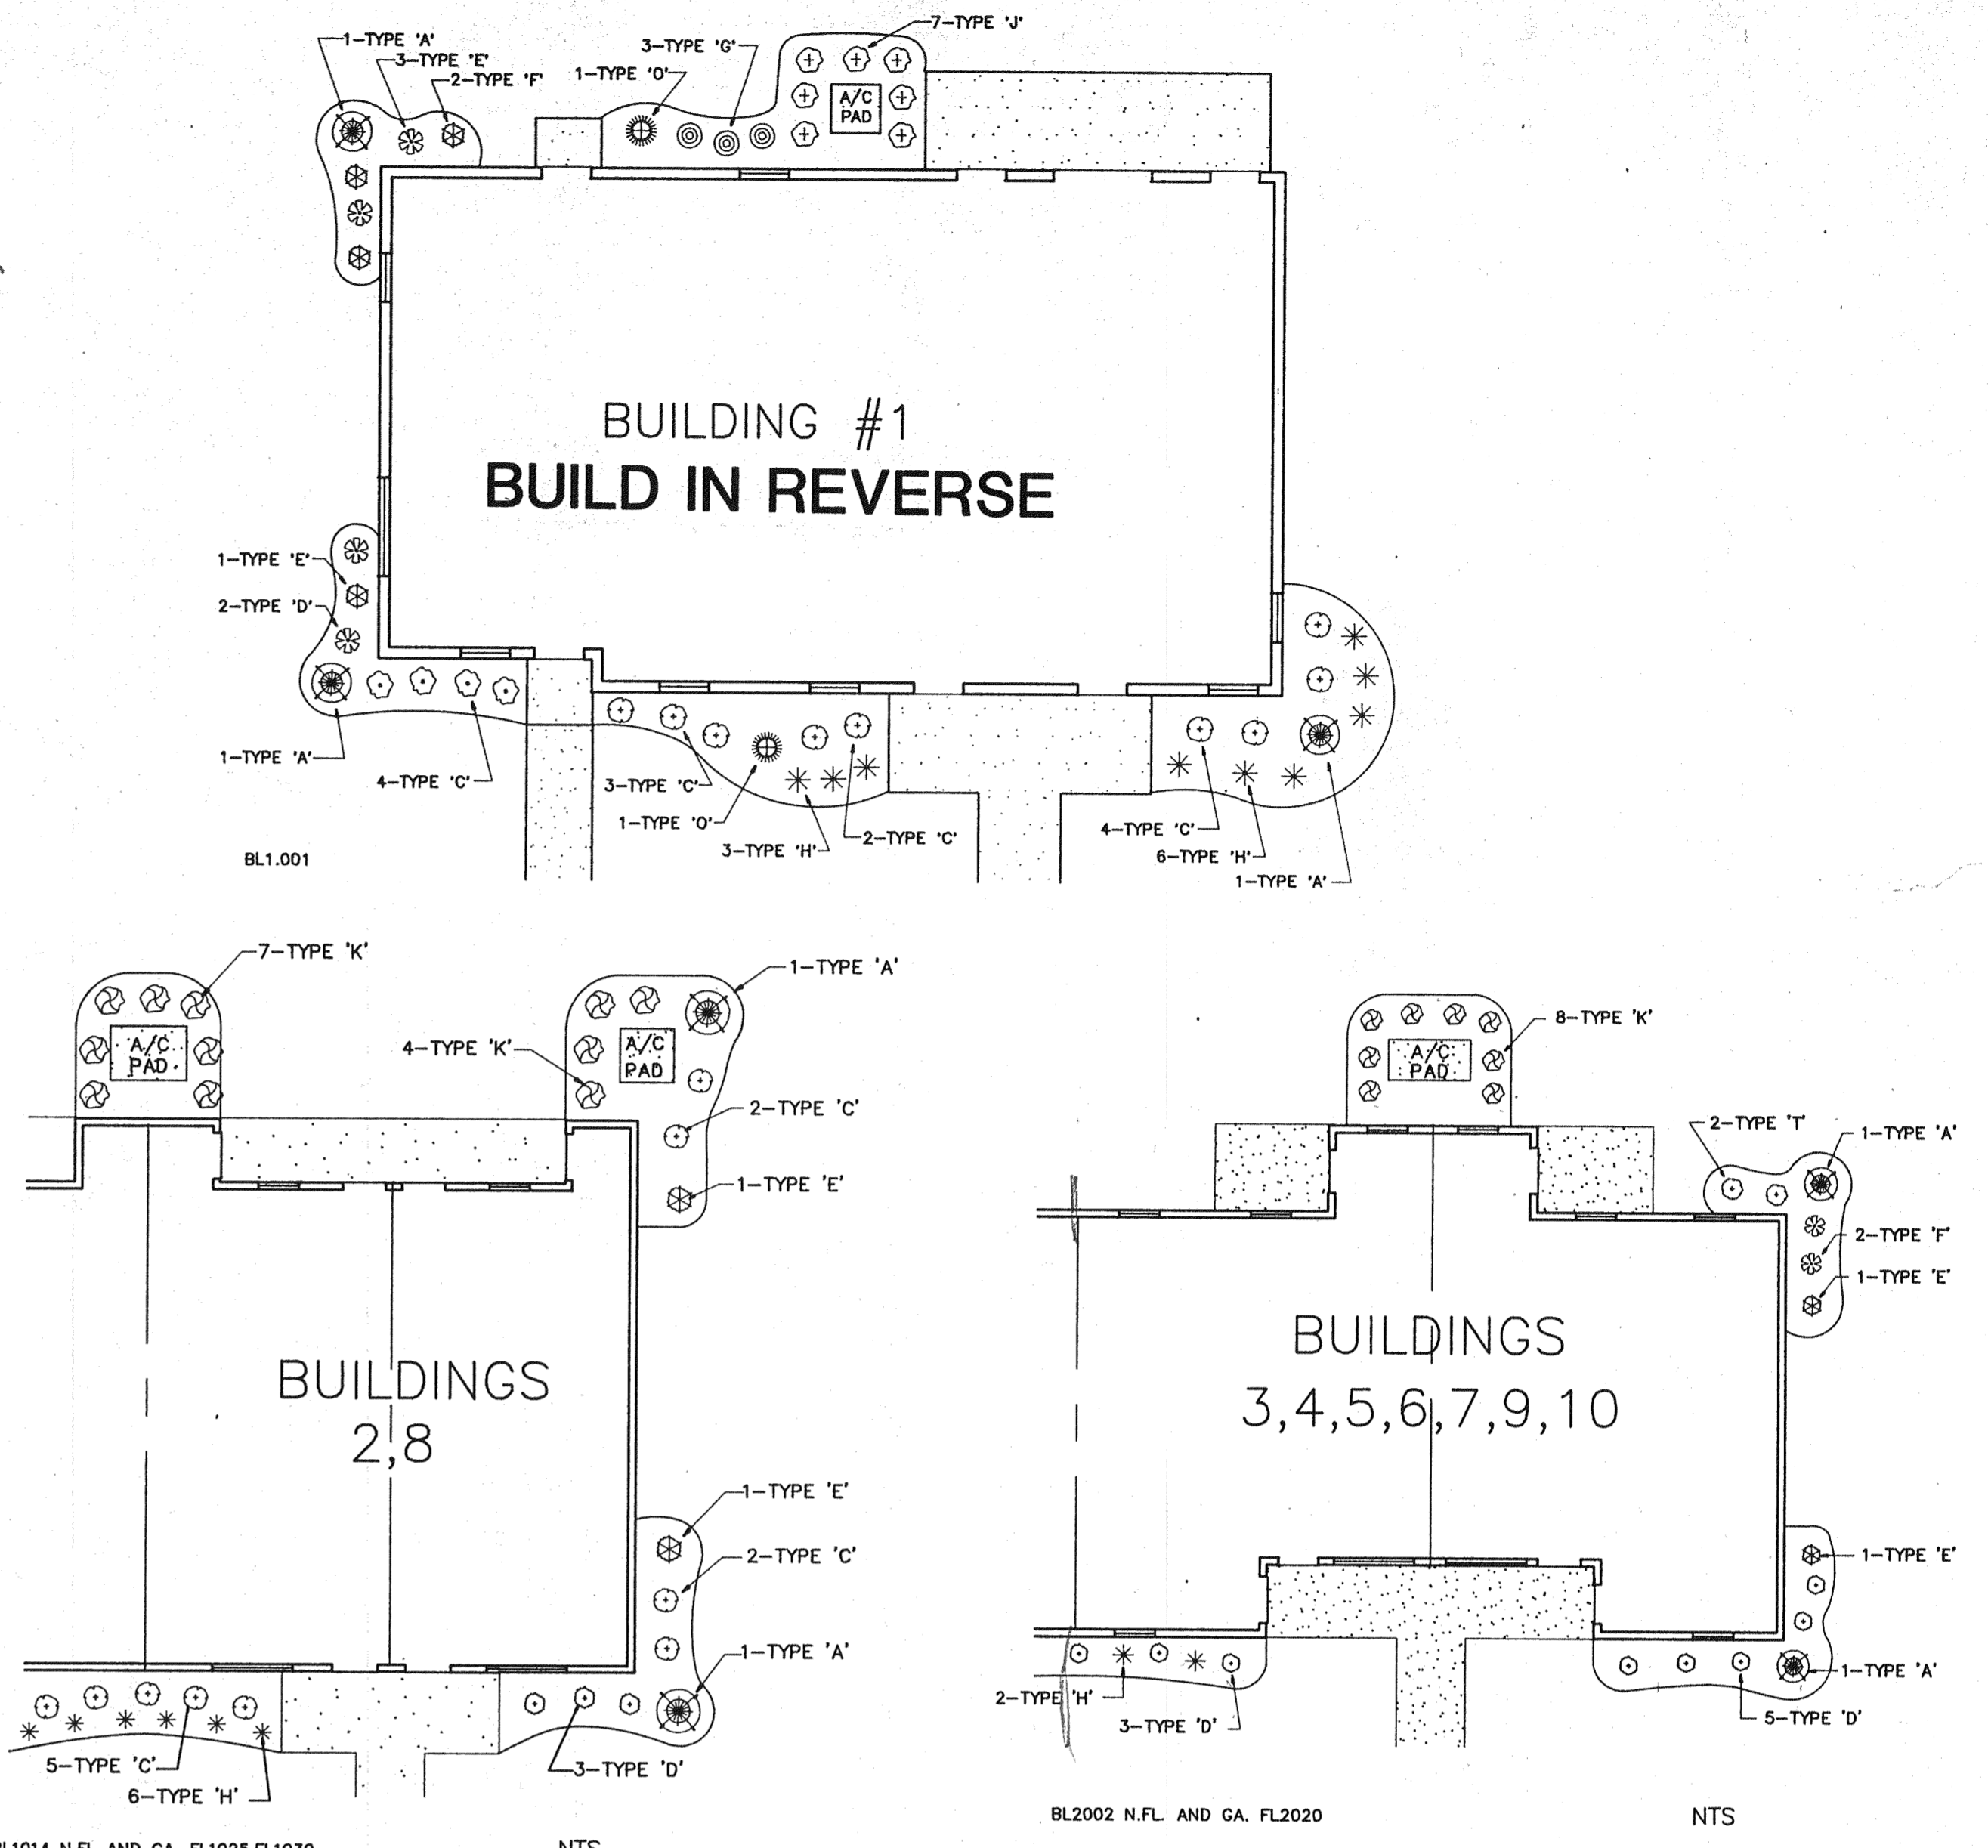 7-TYPE 'J'
1-TYPE 'A'
3-TYPE 'E'
2-TYPE 'F'
3-TYPE 'G'
1-TYPE 'O'
A/C
PAD
BUILDING #1
BUILD IN REVERSE
1-TYPE 'E'
2-TYPE 'D'
1-TYPE 'A'
4-TYPE 'C'
3-TYPE 'C'
1-TYPE 'O'
3-TYPE 'H'
2-TYPE 'C'
4-TYPE 'C'
6-TYPE 'H'
1-TYPE 'A'
BL1.001
7-TYPE 'K'
A/C
PAD
4-TYPE 'K'
A/C
PAD
1-TYPE 'A'
2-TYPE 'C'
1-TYPE 'E'
BUILDINGS
2,8
1-TYPE 'E'
2-TYPE 'C'
1-TYPE 'A'
5-TYPE 'C'
6-TYPE 'H'
3-TYPE 'D'
NTS
8-TYPE 'K'
A/C
PAD
2-TYPE 'T'
1-TYPE 'A'
2-TYPE 'F'
1-TYPE 'E'
BUILDINGS
3,4,5,6,7,9,10
1-TYPE 'E'
1-TYPE 'A'
5-TYPE 'D'
2-TYPE 'H'
3-TYPE 'D'
BL2002 N.FL. AND GA. FL2020
NTS